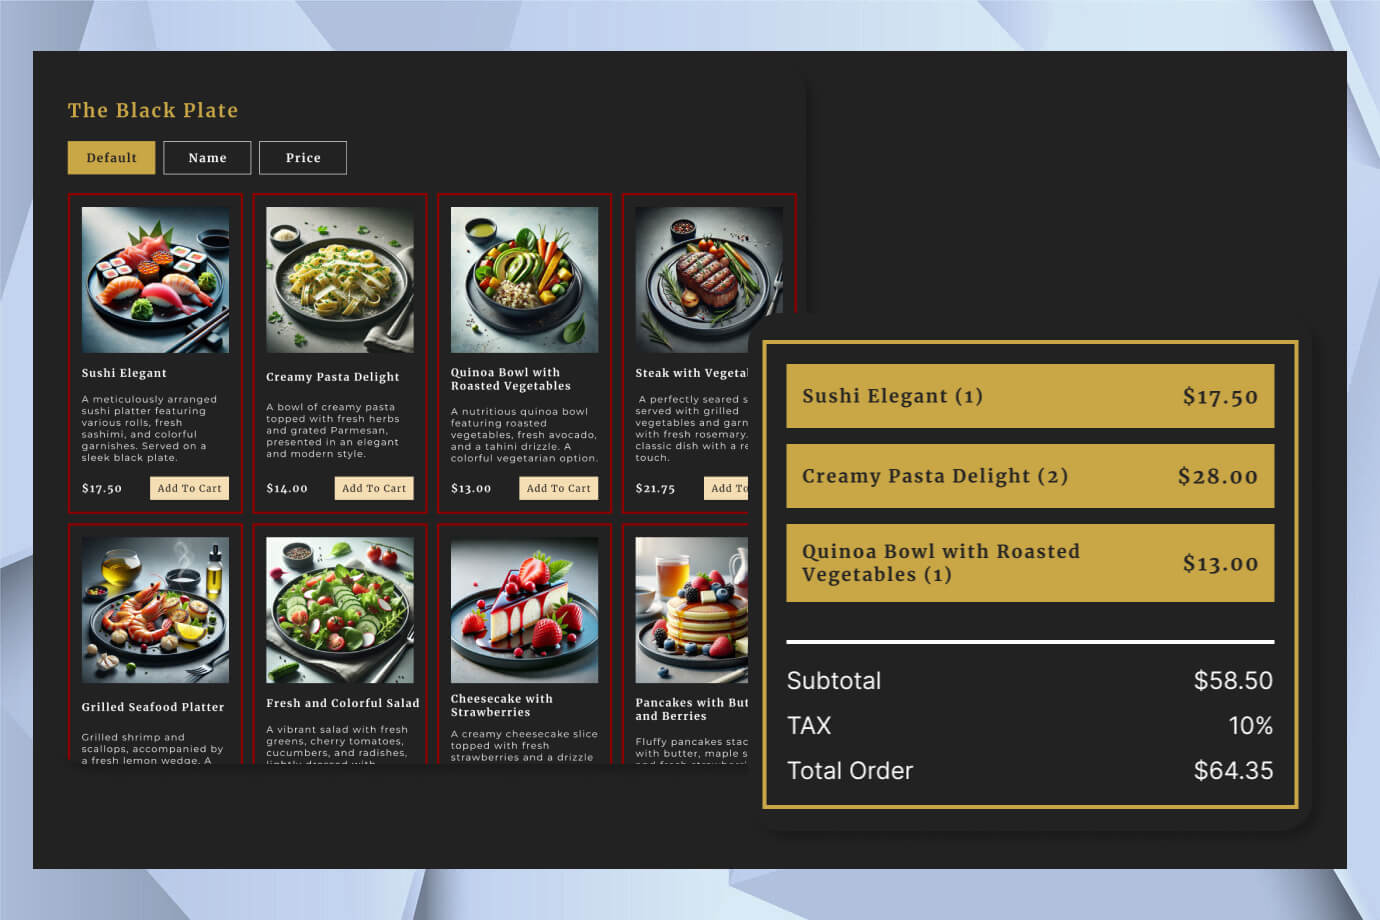 The Black Plate
Default
Name
Price
Sushi Elegant
A meticulously arranged
sushi platter featuring
various rolls, fresh
sashimi, and colorful
garnishes. Served on a
sleek black plate.
$17.50
Add To Cart
Creamy Pasta Delight
A bowl of creamy pasta
topped with fresh herbs
and grated Parmesan,
presented in an elegant
and modern style.
$14.00
Add To Cart
Quinoa Bowl with
Roasted Vegetables
A nutritious quinoa bowl
featuring roasted
vegetables, fresh avocado,
and a tahini drizzle. A
colorful vegetarian option.
$13.00
Add To Cart
Steak with
A perfectly seared
served with grilled
vegetables and
with fresh rosemary.
classic dish with a
touch.
$21.75
Add To
Grilled Seafood Platter
Grilled shrimp and
scallops, accompanied by
a fresh lemon wedge. A
Fresh and Colorful Salad
A vibrant salad with fresh
greens, cherry tomatoes,
cucumbers, and radishes,
lightly dressed with
Cheesecake with
Strawberries
A creamy cheesecake slice
topped with fresh
strawberries and a drizzle
Pancakes with
and Berries
Fluffy pancakes
with butter, maple
Sushi Elegant (1)
$17.50
Creamy Pasta Delight (2)
$28.00
Quinoa Bowl with Roasted
Vegetables (1)
$13.00
Subtotal
$58.50
TAX
10%
Total Order
$64.35